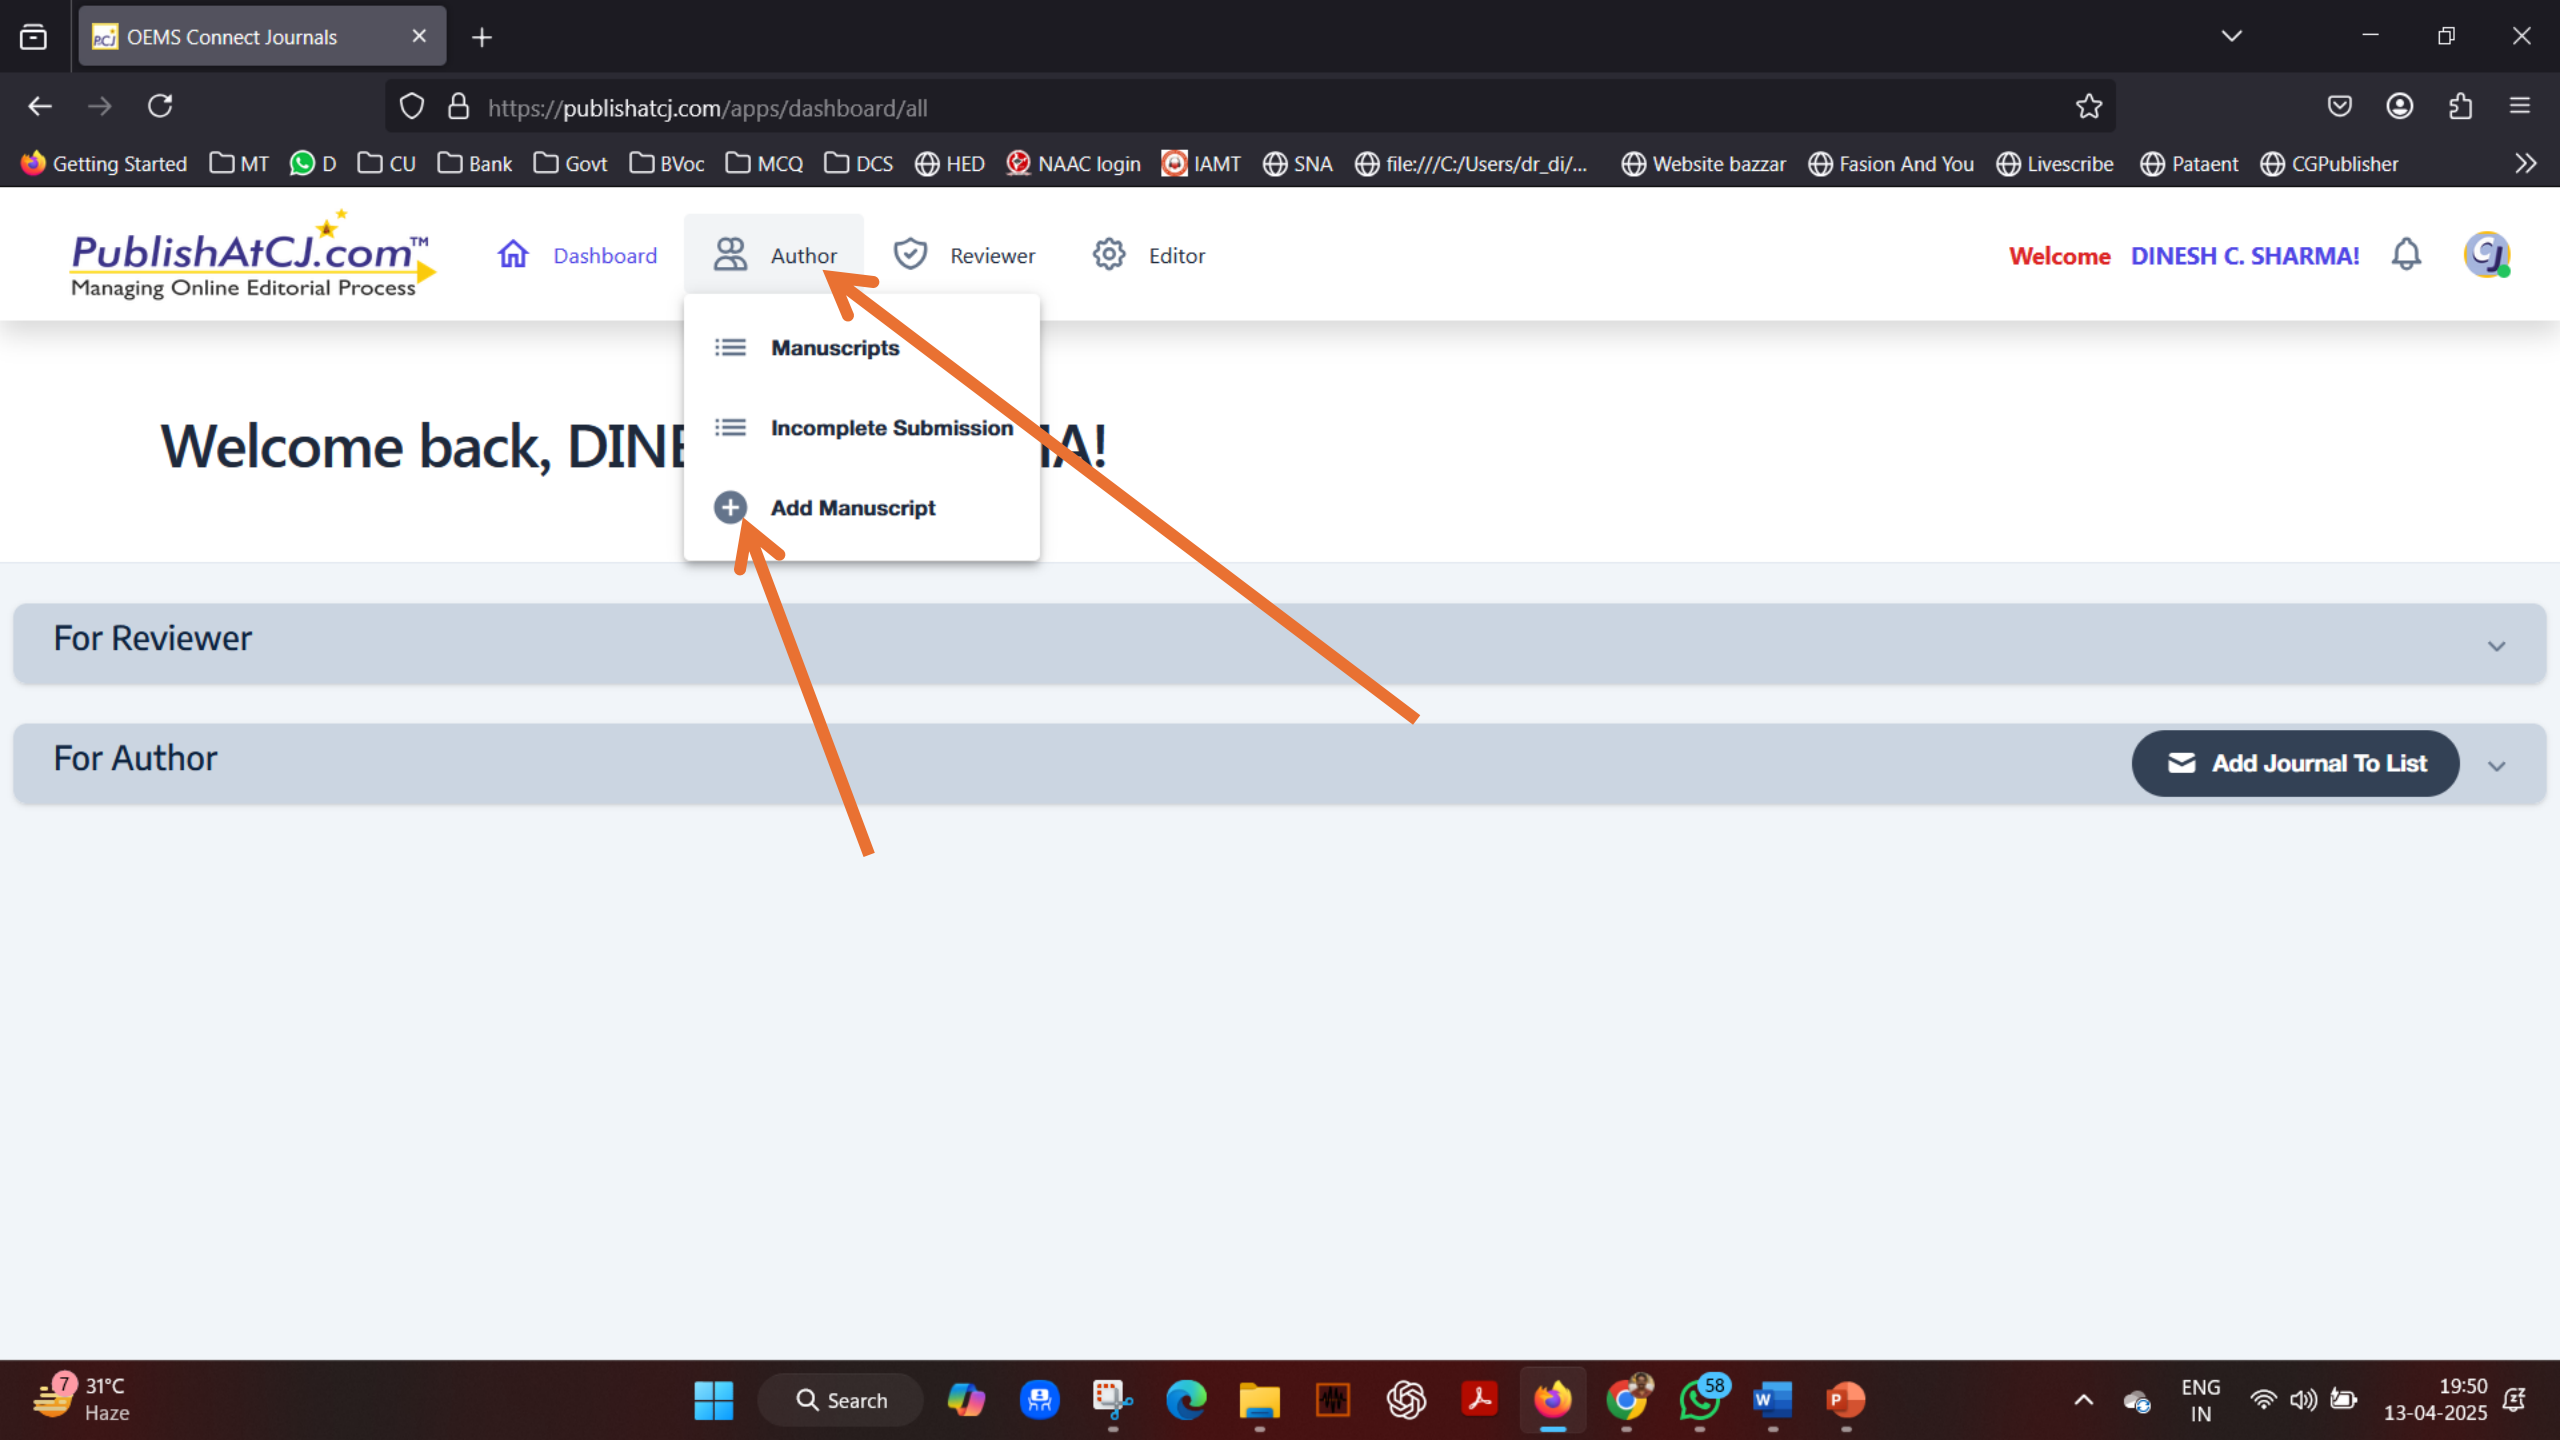 OEMS Connect Journals
https://publishatcj.com/apps/dashboard/all
Getting Started MT D CU Bank Govt BVoc MCQ DCS HED NAAC login IAMT SNA file:///C:/Users/dr_di/... Website bazzar Fasion And You Livescribe Pataent CGPublisher
PublishAtCJ.com™
Managing Online Editorial Process
Dashboard Author Reviewer Editor
Welcome DINESH C. SHARMA!
Manuscripts
Incomplete Submission
Add Manuscript
Welcome back, DINE MA!
For Reviewer
For Author
Add Journal To List
7
31°C
Haze
Search
58
ENG
IN
19:50
13-04-2025